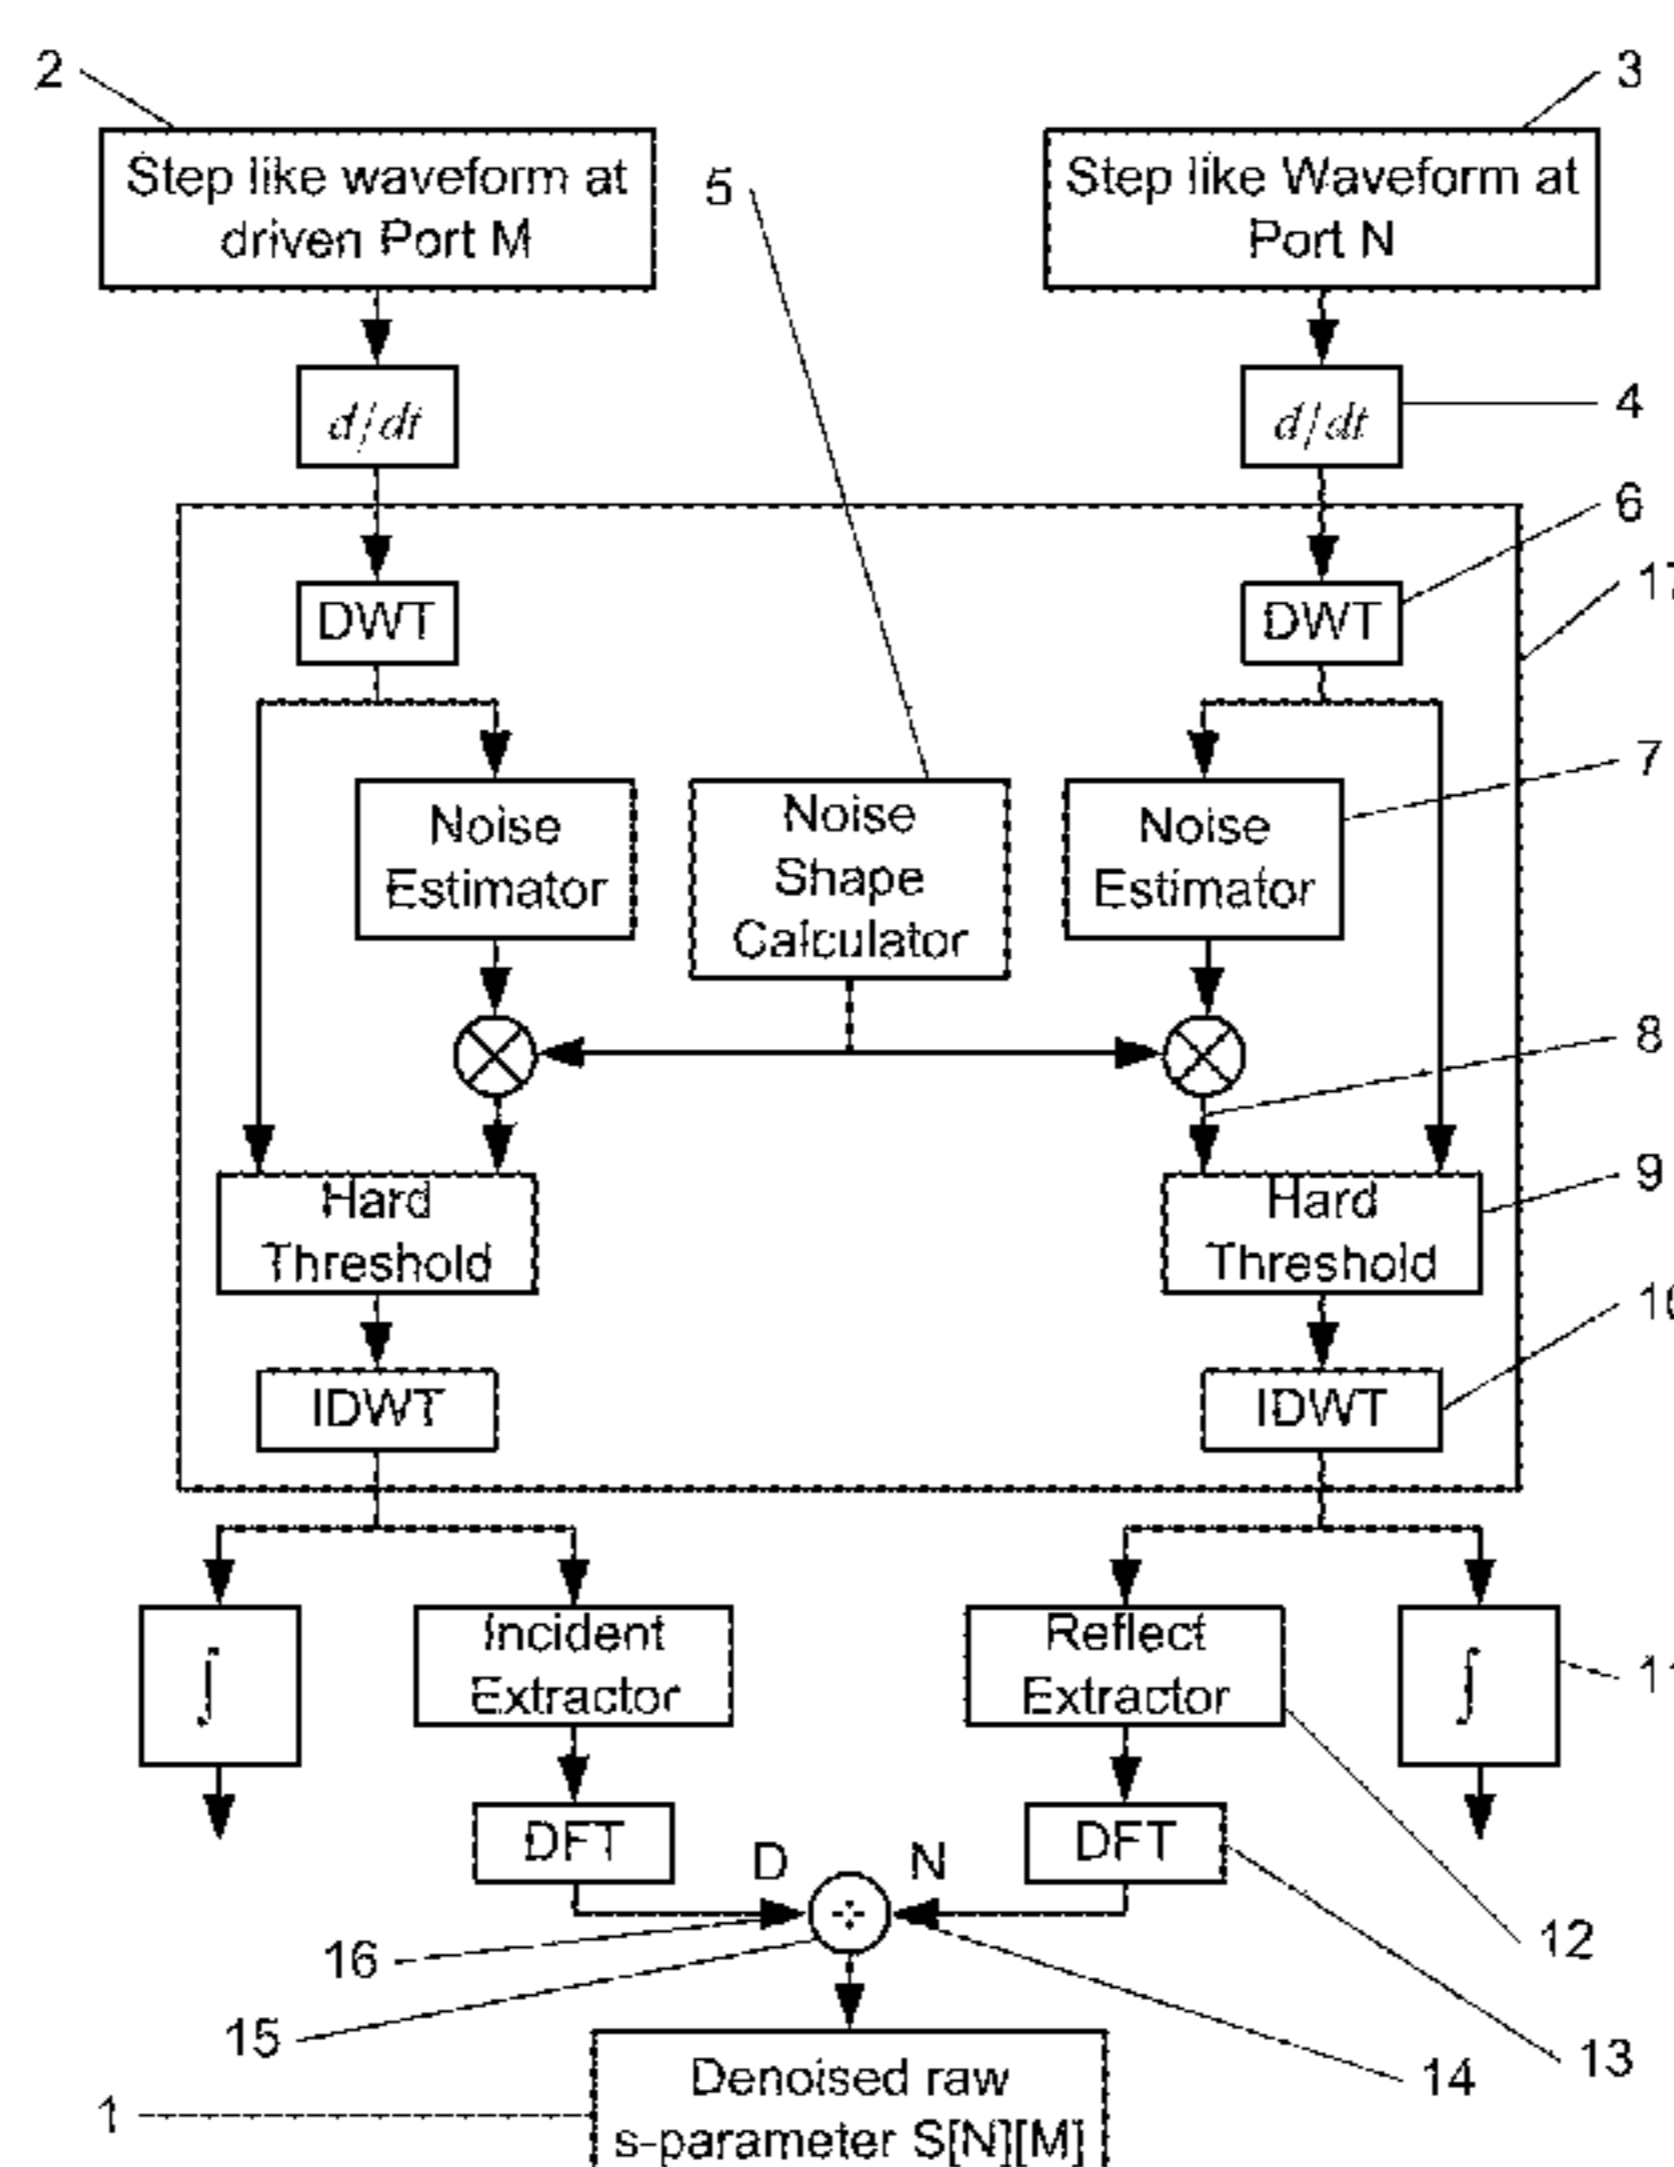 2
3
Step like waveform at
driven Port M
5
Step like Waveform at
Port N
d/dt
d/dt
4
6
17
DWT
DWT
7
Noise
Estimator
Noise
Shape
Calculator
Noise
Estimator
8
Hard
Threshold
Hard
Threshold
9
10
IDWT
IDWT
∫
Incident
Extractor
Reflect
Extractor
∫
11
DFT
DFT
D
N
÷
12
16
15
14
13
1
Denoised raw
s-parameter S[N][M]